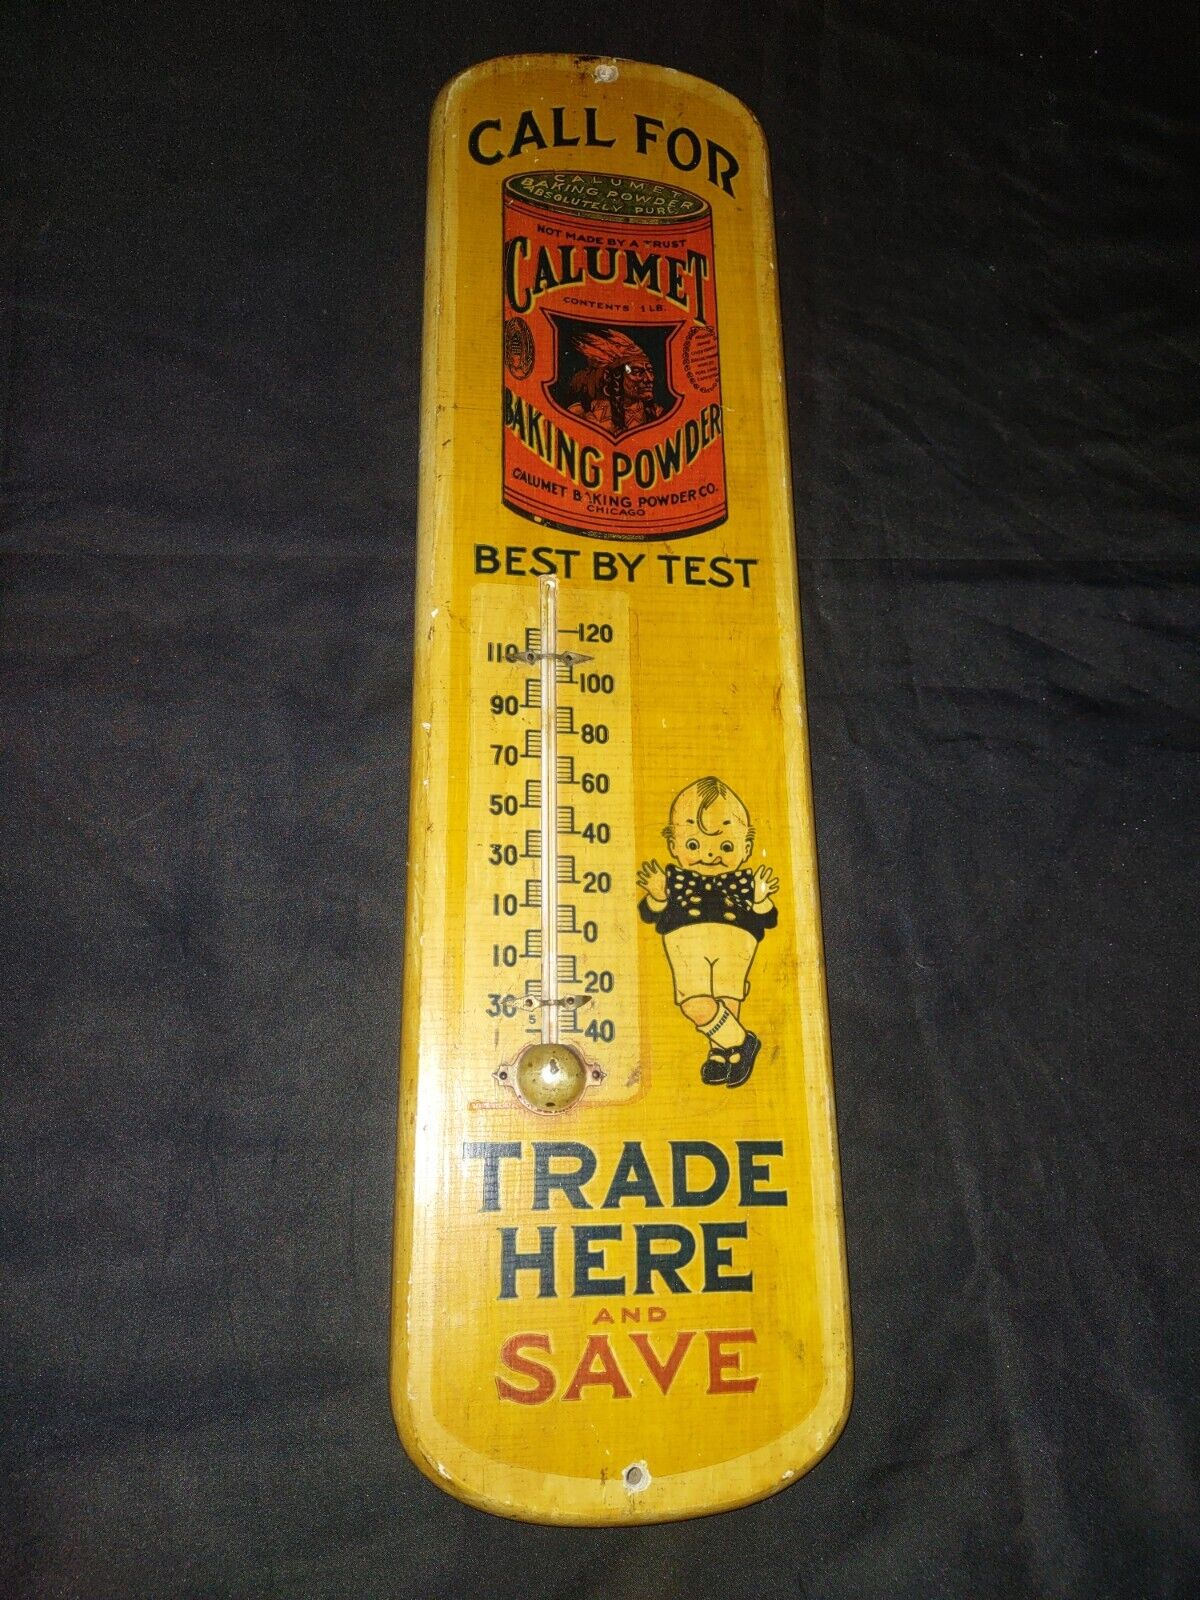 CALL FOR
CALUMET
BAKING POWDER
ABSOLUTELY PURE
NOT MADE BY A TRUST
CALUMET
CONTENTS 1 LB.
BAKING POWDER
CALUMET BAKING POWDER CO.
CHICAGO
BEST BY TEST
120
110
100
90
80
70
60
50
40
30
20
10
0
10
20
30
5
40
TRADE
HERE
AND
SAVE